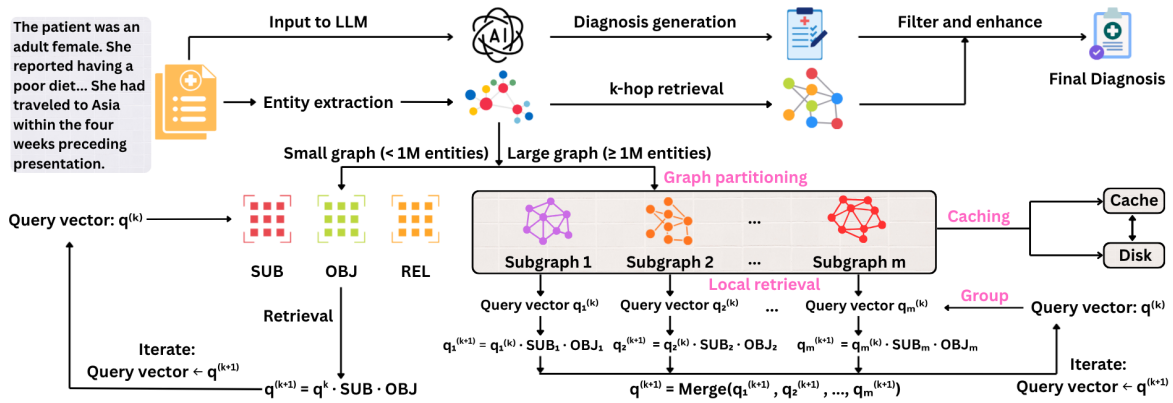 The patient was an
adult female. She
reported having a
poor diet... She had
traveled to Asia
within the four
weeks preceding
presentation.
Input to LLM
AI
Diagnosis generation
Filter and enhance
Final Diagnosis
Entity extraction
k-hop retrieval
Small graph (< 1M entities)
Large graph (≥ 1M entities)
Graph partitioning
Query vector: q⁽ᵏ⁾
SUB
OBJ
REL
Subgraph 1
Subgraph 2
...
...
Subgraph m
Caching
Cache
Disk
Local retrieval
Query vector q₁⁽ᵏ⁾
Query vector q₂⁽ᵏ⁾
...
Query vector qₘ⁽ᵏ⁾
Group
Query vector: q⁽ᵏ⁾
Retrieval
q₁⁽ᵏ⁺¹⁾ = q₁⁽ᵏ⁾ · SUB₁ · OBJ₁
q₂⁽ᵏ⁺¹⁾ = q₂⁽ᵏ⁾ · SUB₂ · OBJ₂
qₘ⁽ᵏ⁺¹⁾ = qₘ⁽ᵏ⁾ · SUBₘ · OBJₘ
Iterate:
Query vector ← q⁽ᵏ⁺¹⁾
q⁽ᵏ⁺¹⁾ = qᵏ · SUB · OBJ
q⁽ᵏ⁺¹⁾ = Merge(q₁⁽ᵏ⁺¹⁾, q₂⁽ᵏ⁺¹⁾, ..., qₘ⁽ᵏ⁺¹⁾)
Iterate:
Query vector ← q⁽ᵏ⁺¹⁾